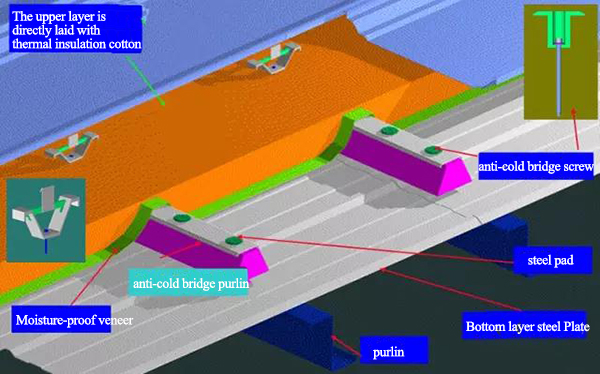 The upper layer is
directly laid with
thermal insulation cotton
anti-cold bridge screw
steel pad
anti-cold bridge purlin
Moisture-proof veneer
Bottom layer steel Plate
purlin